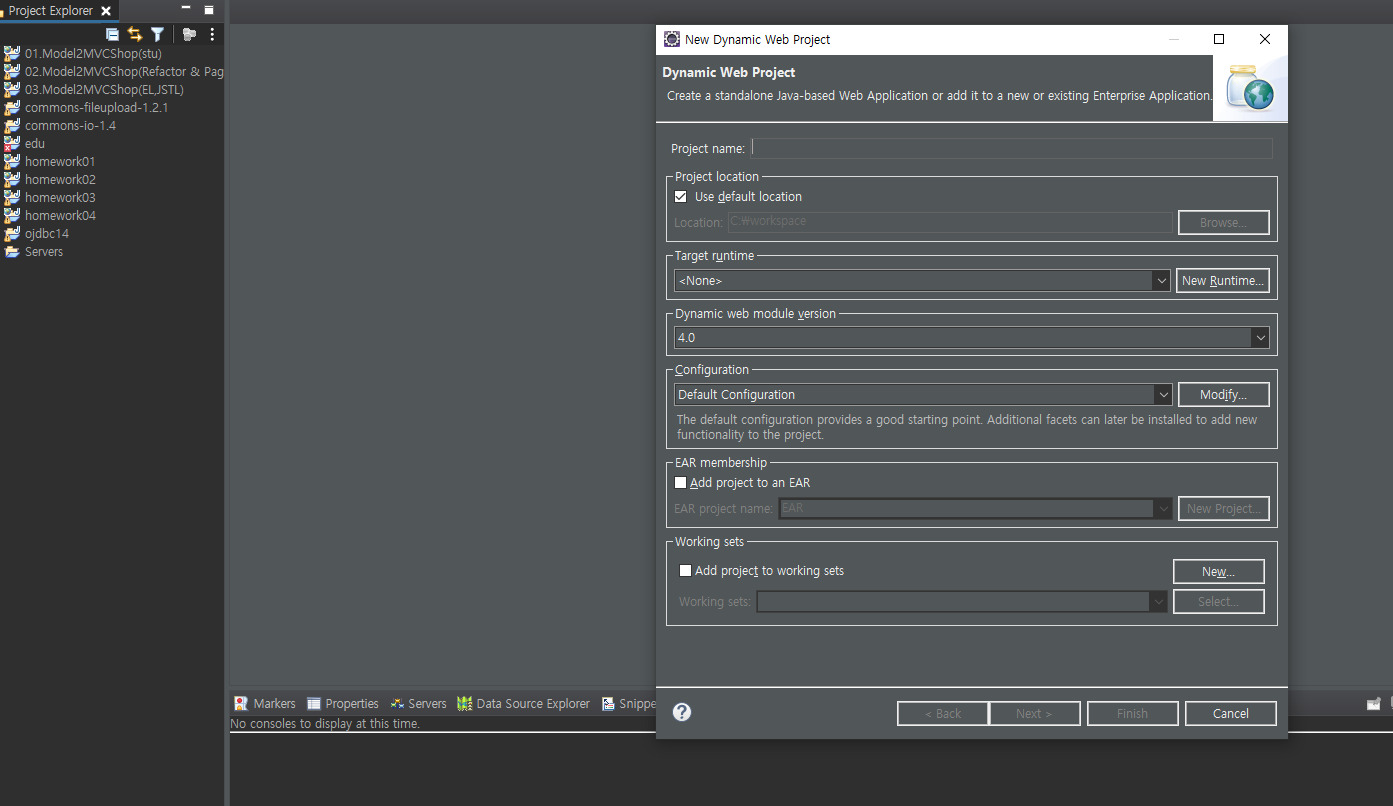 Project Explorer
01.Model2MVCShop(stu)
02.Model2MVCShop(Refactor & Pag
03.Model2MVCShop(EL,JSTL)
commons-fileupload-1.2.1
commons-io-1.4
edu
homework01
homework02
homework03
homework04
ojdbc14
Servers
New Dynamic Web Project
Dynamic Web Project
Create a standalone Java-based Web Application or add it to a new or existing Enterprise Application.
Project name:
Project location
Use default location
Location: C:₩workspace Browse...
Target runtime
<None> New Runtime...
Dynamic web module version
4.0
Configuration
Default Configuration Modify...
The default configuration provides a good starting point. Additional facets can later be installed to add new
functionality to the project.
EAR membership
Add project to an EAR
EAR project name: EAR New Project...
Working sets
Add project to working sets New...
Working sets: Select...
< Back Next > Finish Cancel
Markers Properties Servers Data Source Explorer Snippe
No consoles to display at this time.